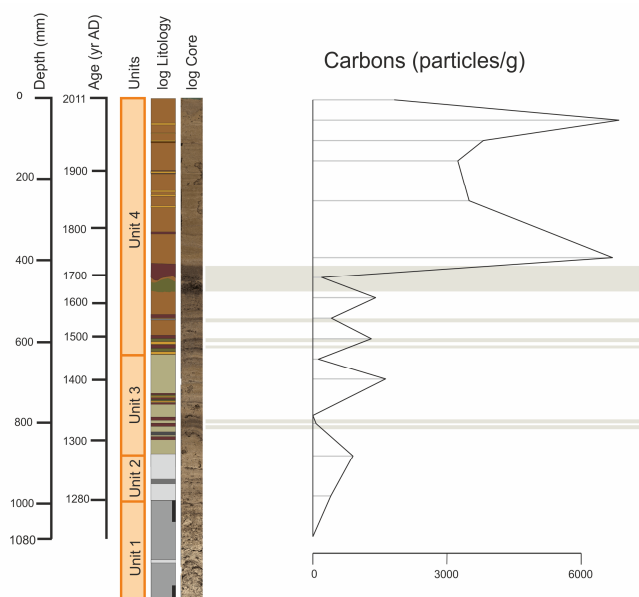 Depth (mm)
Age (yr AD)
Units
log Litology
log Core
Carbons (particles/g)
0
200
400
600
800
1000
1080
2011
1900
1800
1700
1600
1500
1400
1300
1280
Unit 4
Unit 3
Unit 2
Unit 1
0
3000
6000